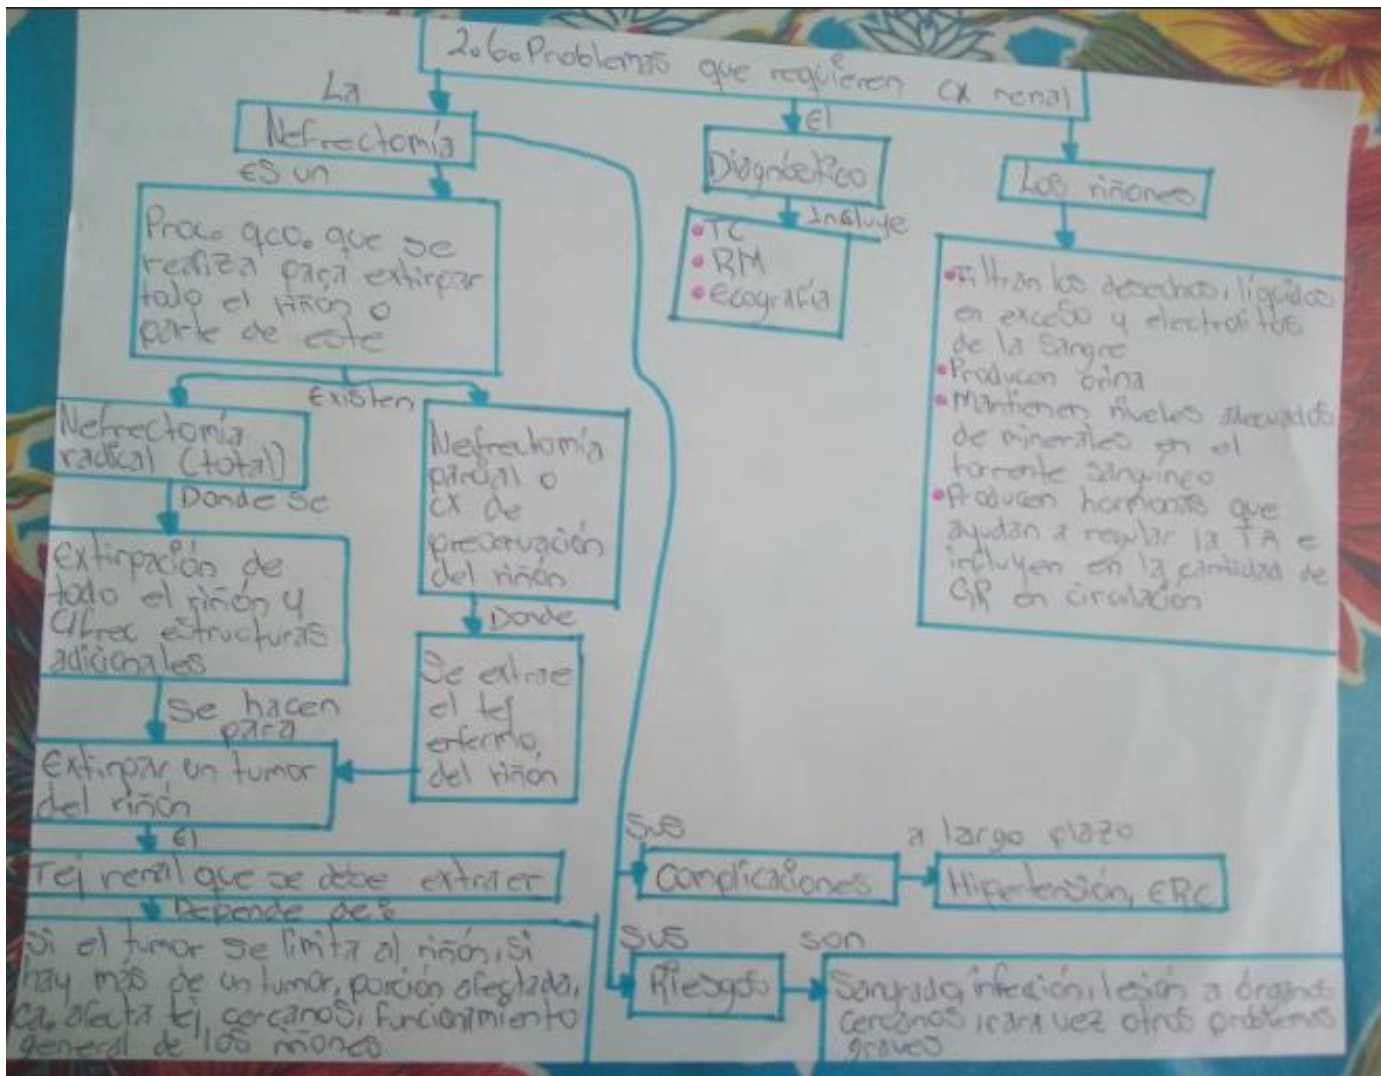 2.6. Problemas que requieren cx renal
La
Nefrectomía
es un
Proc. qco. que se
realiza para extirpar
todo el riñón o
parte de este
Existen
Nefrectomía
radical (total)
Donde se
extirpación de
todo el riñón y
c/frec estructuras
adicionales
Se hacen
para
Extirpar un tumor
del riñón
Nefrectomía
parcial o
cx de
preservación
del riñón
Donde
Se extrae
el tej
enfermo,
del riñón
El
Tej renal que se debe extraer
Depende de:
Si el tumor se limita al riñón, si
hay más de un tumor, porción afectada,
ca. afecta tej cercanos, funcionamiento
general de los riñones
El
Diagnóstico
Incluye
• TC
• RM
• Ecografía
Los riñones
• Filtran los desechos, líquidos
en exceso y electrolitos
de la sangre
• Producen orina
• Mantienen niveles adecuados
de minerales en el
torrente sanguíneo
• Producen hormonas que
ayudan a regular la TA e
incluyen en la cantidad de
GR en circulación
Sus
Complicaciones
a largo plazo
Hipertensión, ERC
Sus
Riesgos
son
Sangrado, infección, lesión a órganos
cercanos, rara vez otros problemas
graves